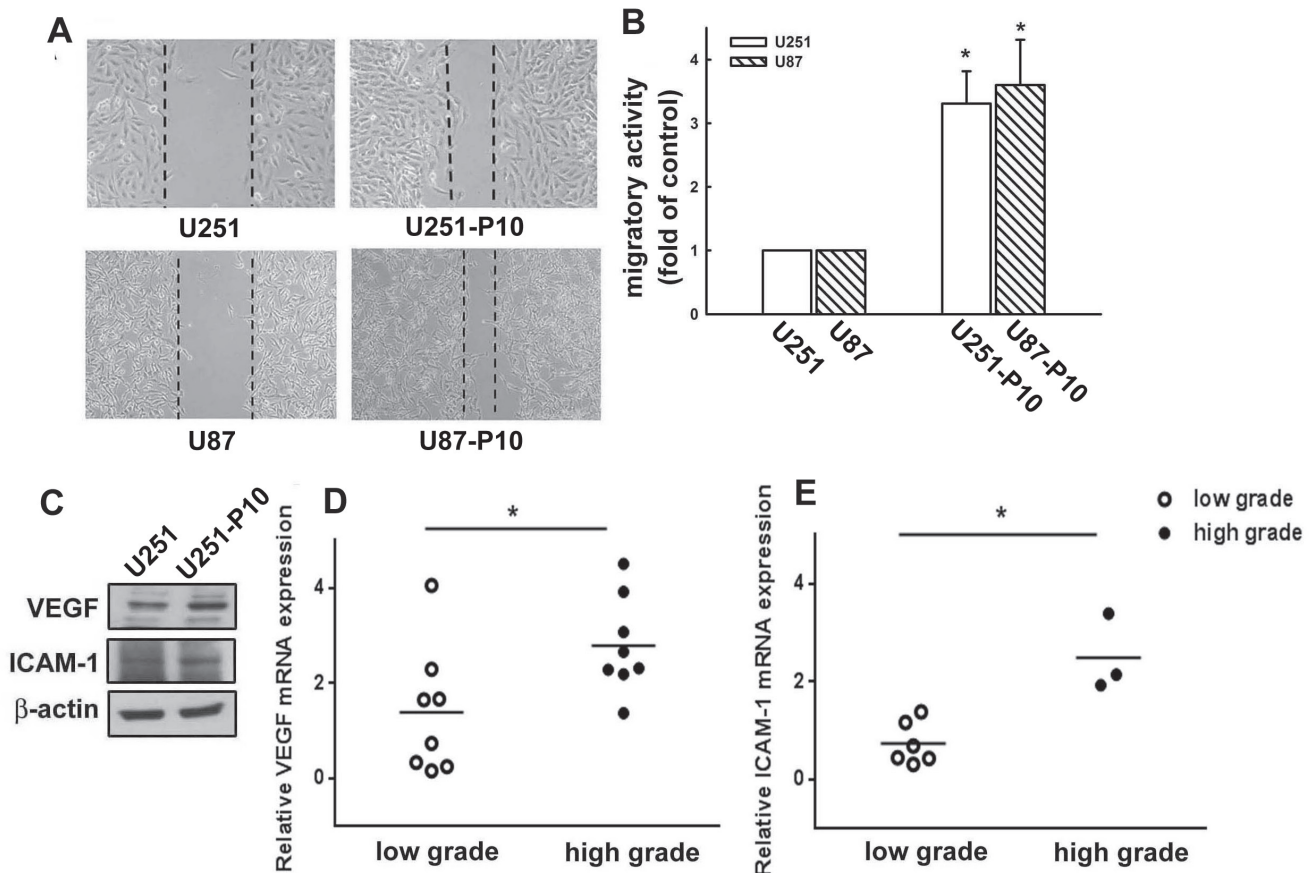 A
U251
U251-P10
U87
U87-P10
B
migratory activity
(fold of control)
4
3
2
1
0
U251
U87
*
*
U251
U87
U251-P10
U87-P10
C
U251
U251-P10
VEGF
ICAM-1
β-actin
D
Relative VEGF mRNA expression
4
2
0
*
low grade
high grade
E
Relative ICAM-1 mRNA expression
4
2
0
*
low grade
high grade
low grade
high grade